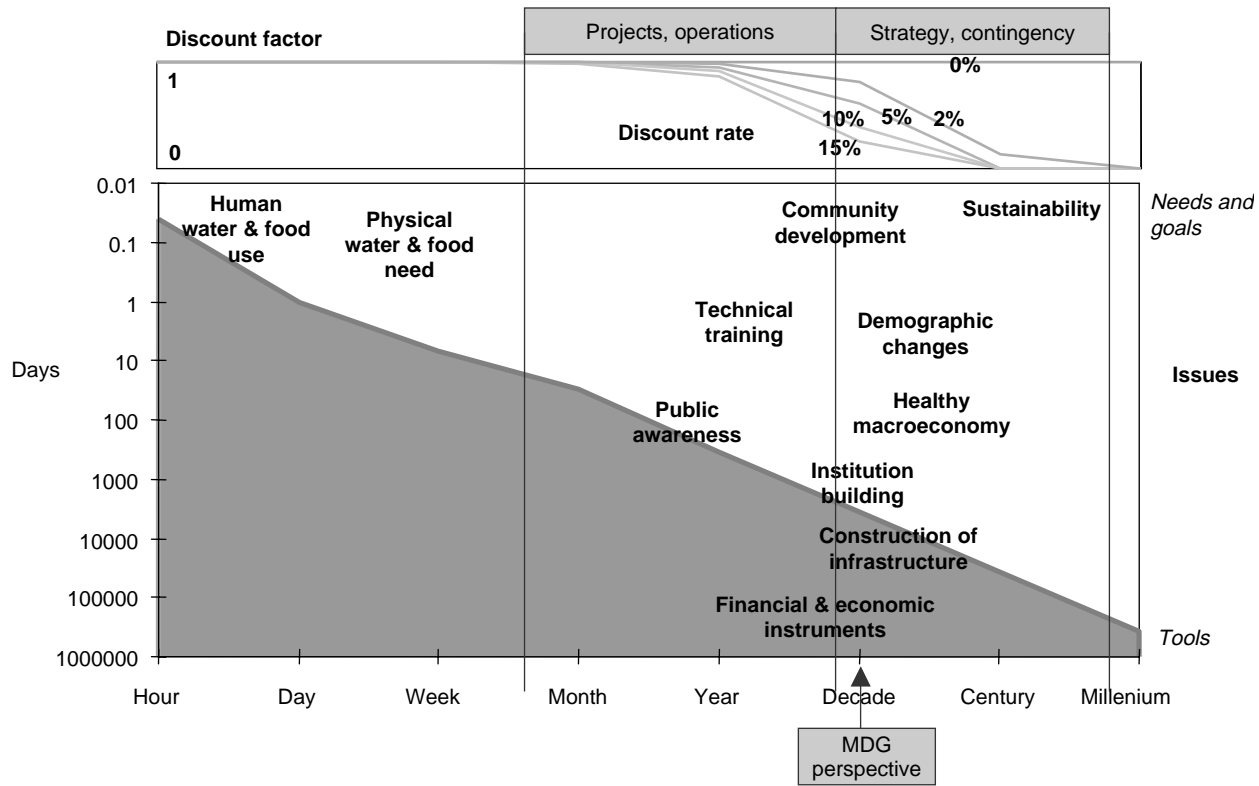 Projects, operations
Strategy, contingency
Discount factor
0%
1
10%
5%
2%
Discount rate
15%
0
0.01
Human
water & food
use
Physical
water & food
need
Community
development
Sustainability
Needs and
goals
0.1
1
Technical
training
Demographic
changes
10
Days
Issues
100
Public
awareness
Healthy
macroeconomy
1000
Institution
building
10000
Construction of
infrastructure
100000
Financial & economic
instruments
Tools
1000000
Hour
Day
Week
Month
Year
Decade
Century
Millenium
MDG
perspective